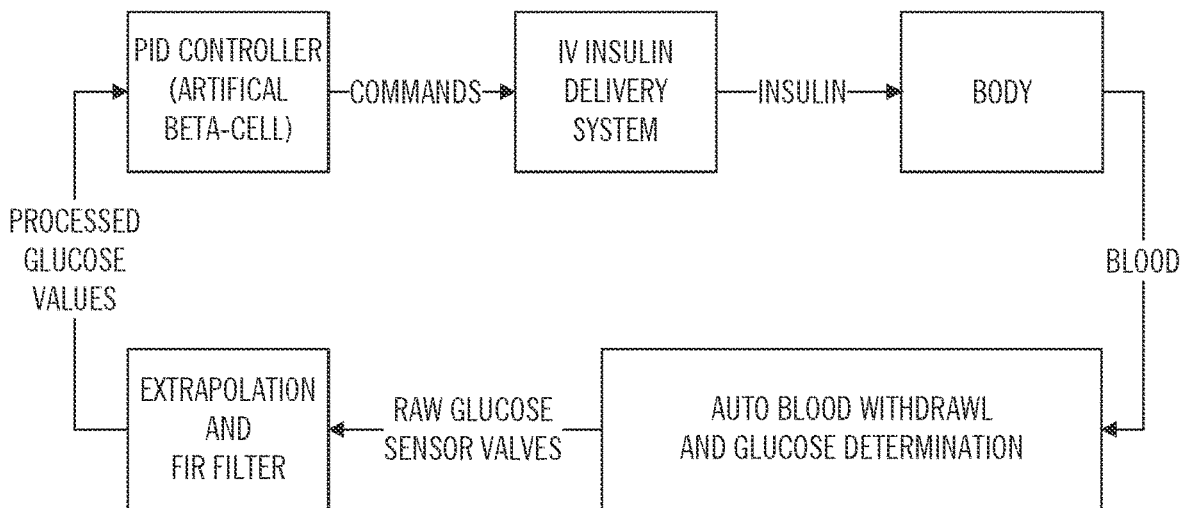 PID CONTROLLER
(ARTIFICAL
BETA-CELL)
COMMANDS
IV INSULIN
DELIVERY
SYSTEM
INSULIN
BODY
PROCESSED
GLUCOSE
VALUES
BLOOD
EXTRAPOLATION
AND
FIR FILTER
RAW GLUCOSE
SENSOR VALVES
AUTO BLOOD WITHDRAWL
AND GLUCOSE DETERMINATION